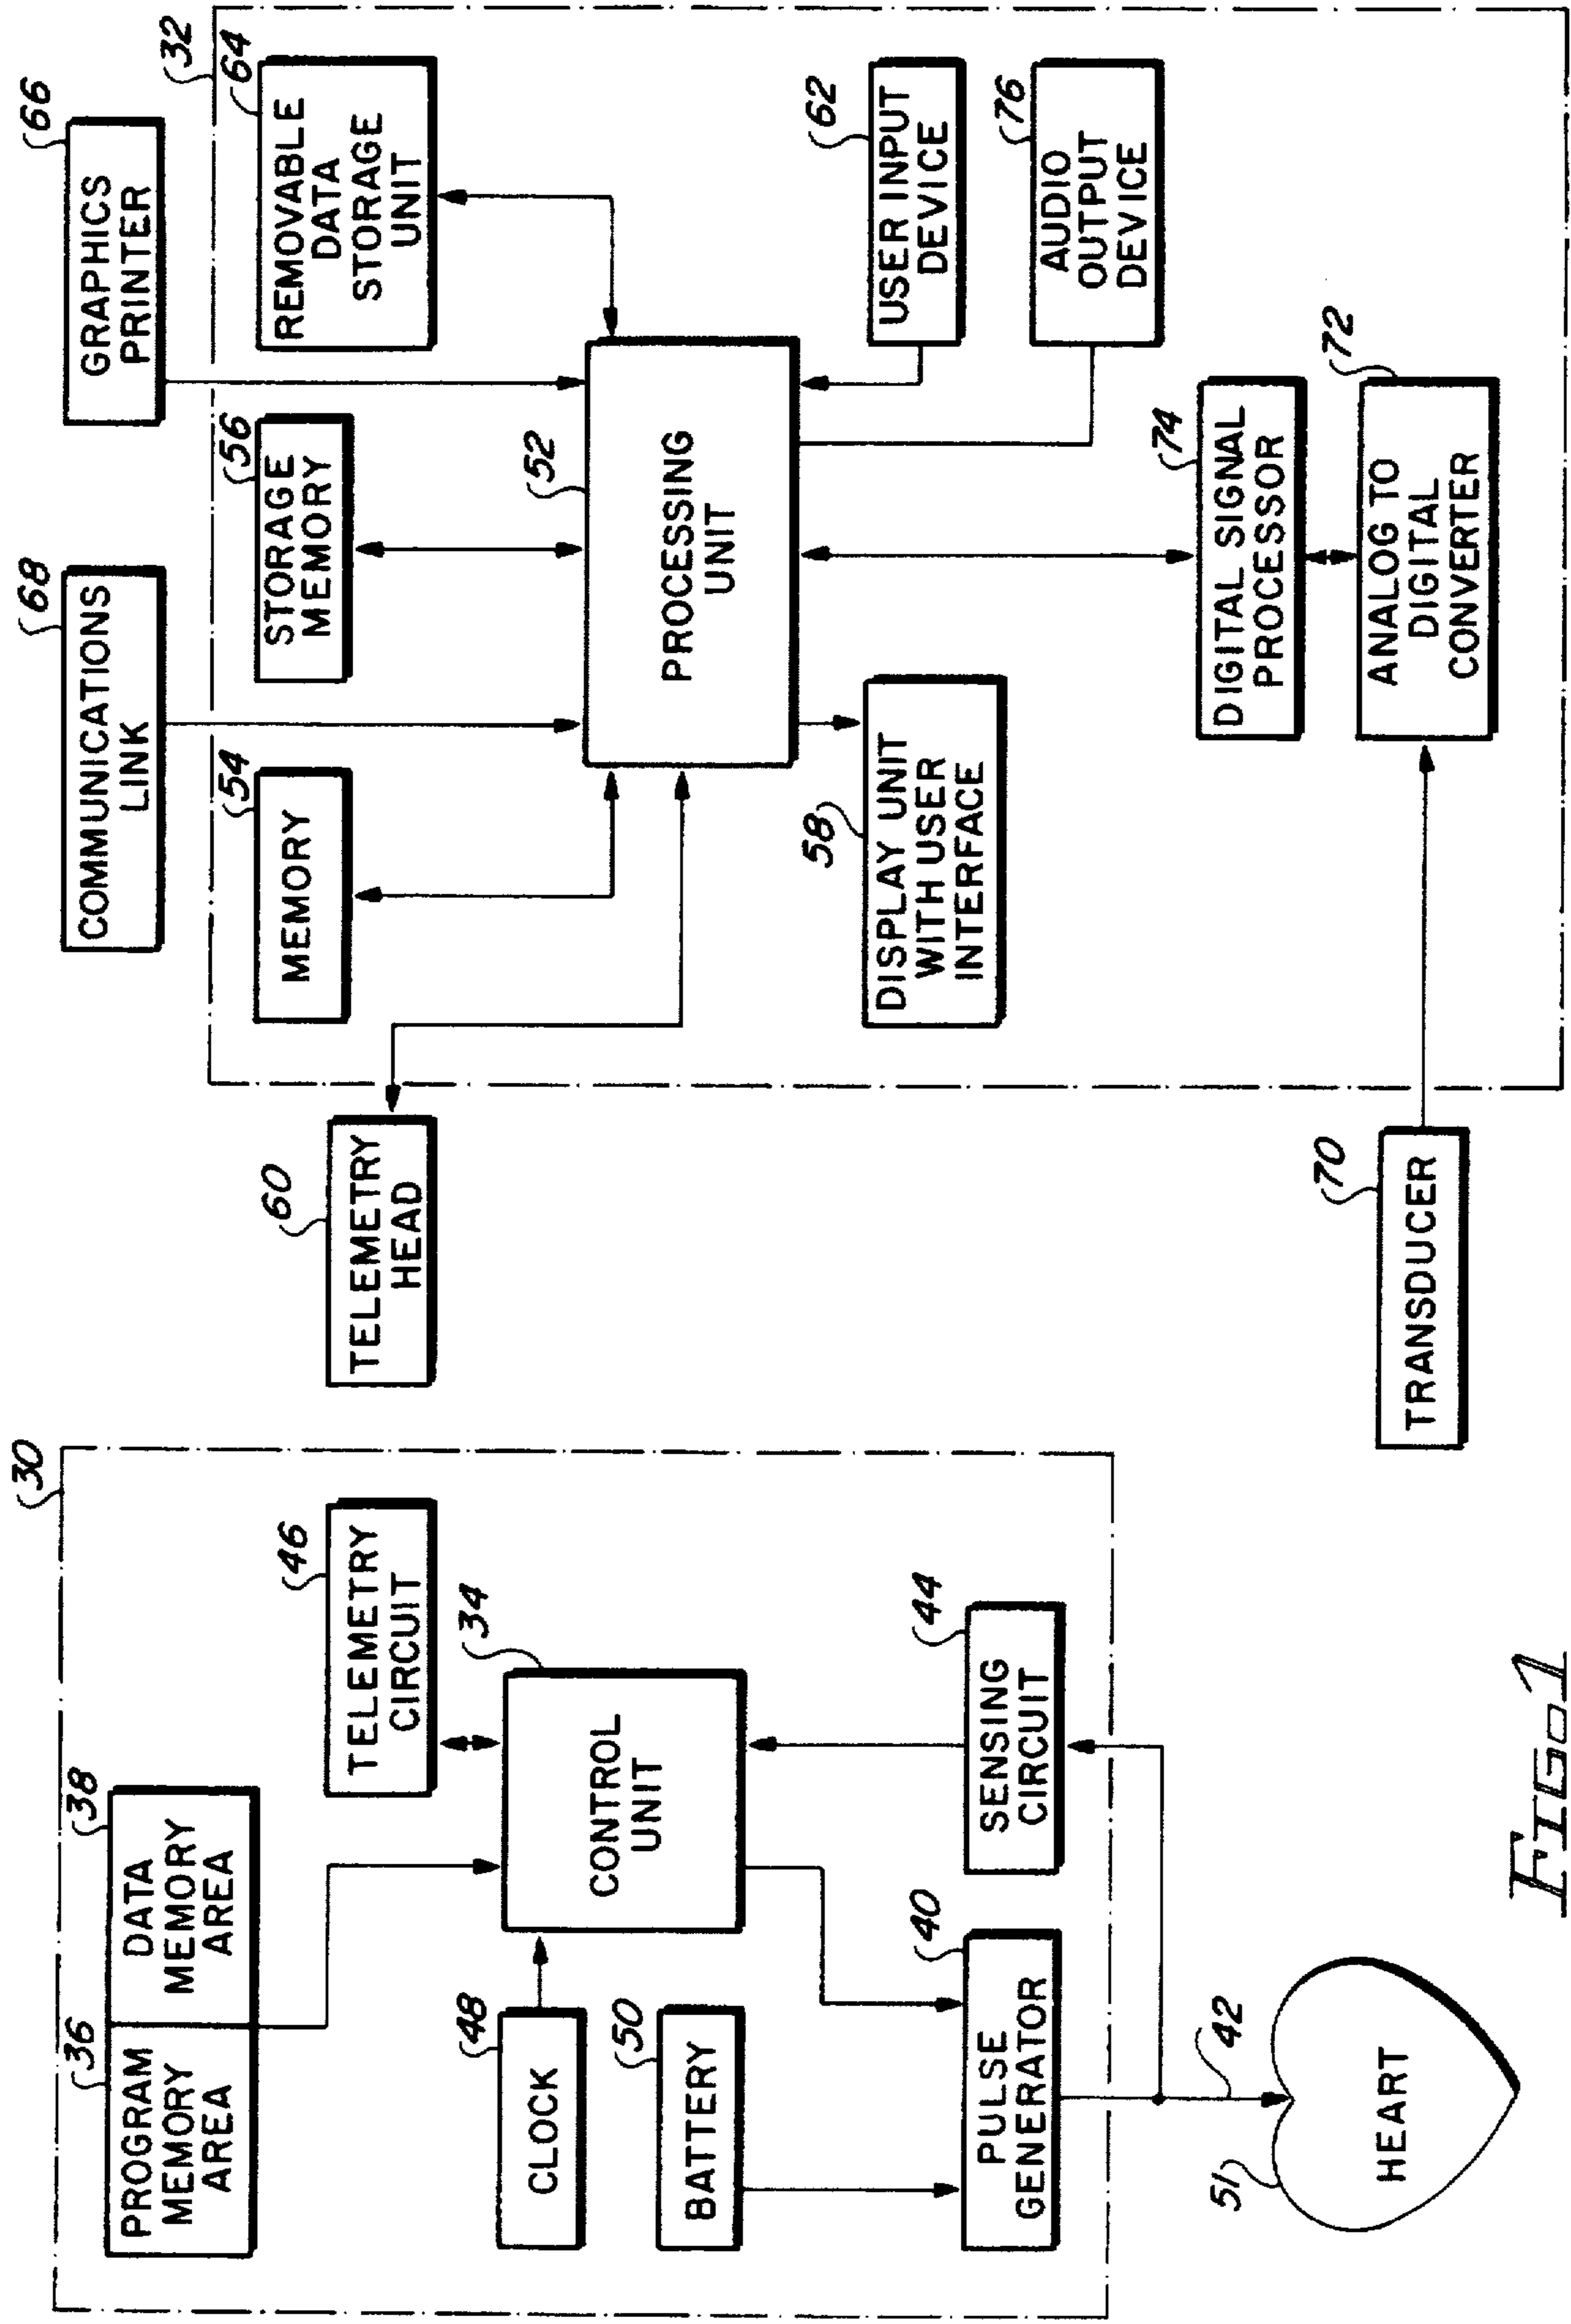 30
36
38
PROGRAM
MEMORY
AREA
DATA
MEMORY
AREA
46
TELEMETRY
CIRCUIT
48
CLOCK
34
CONTROL
UNIT
50
BATTERY
40
PULSE
GENERATOR
44
SENSING
CIRCUIT
42
51
HEART
68
COMMUNICATIONS
LINK
66
GRAPHICS
PRINTER
32
54
MEMORY
56
STORAGE
MEMORY
64
REMOVABLE
DATA
STORAGE
UNIT
60
TELEMETRY
HEAD
52
PROCESSING
UNIT
58
DISPLAY UNIT
WITH USER
INTERFACE
62
USER INPUT
DEVICE
76
AUDIO
OUTPUT
DEVICE
74
DIGITAL SIGNAL
PROCESSOR
70
TRANSDUCER
72
ANALOG TO
DIGITAL
CONVERTER
FIG. 1